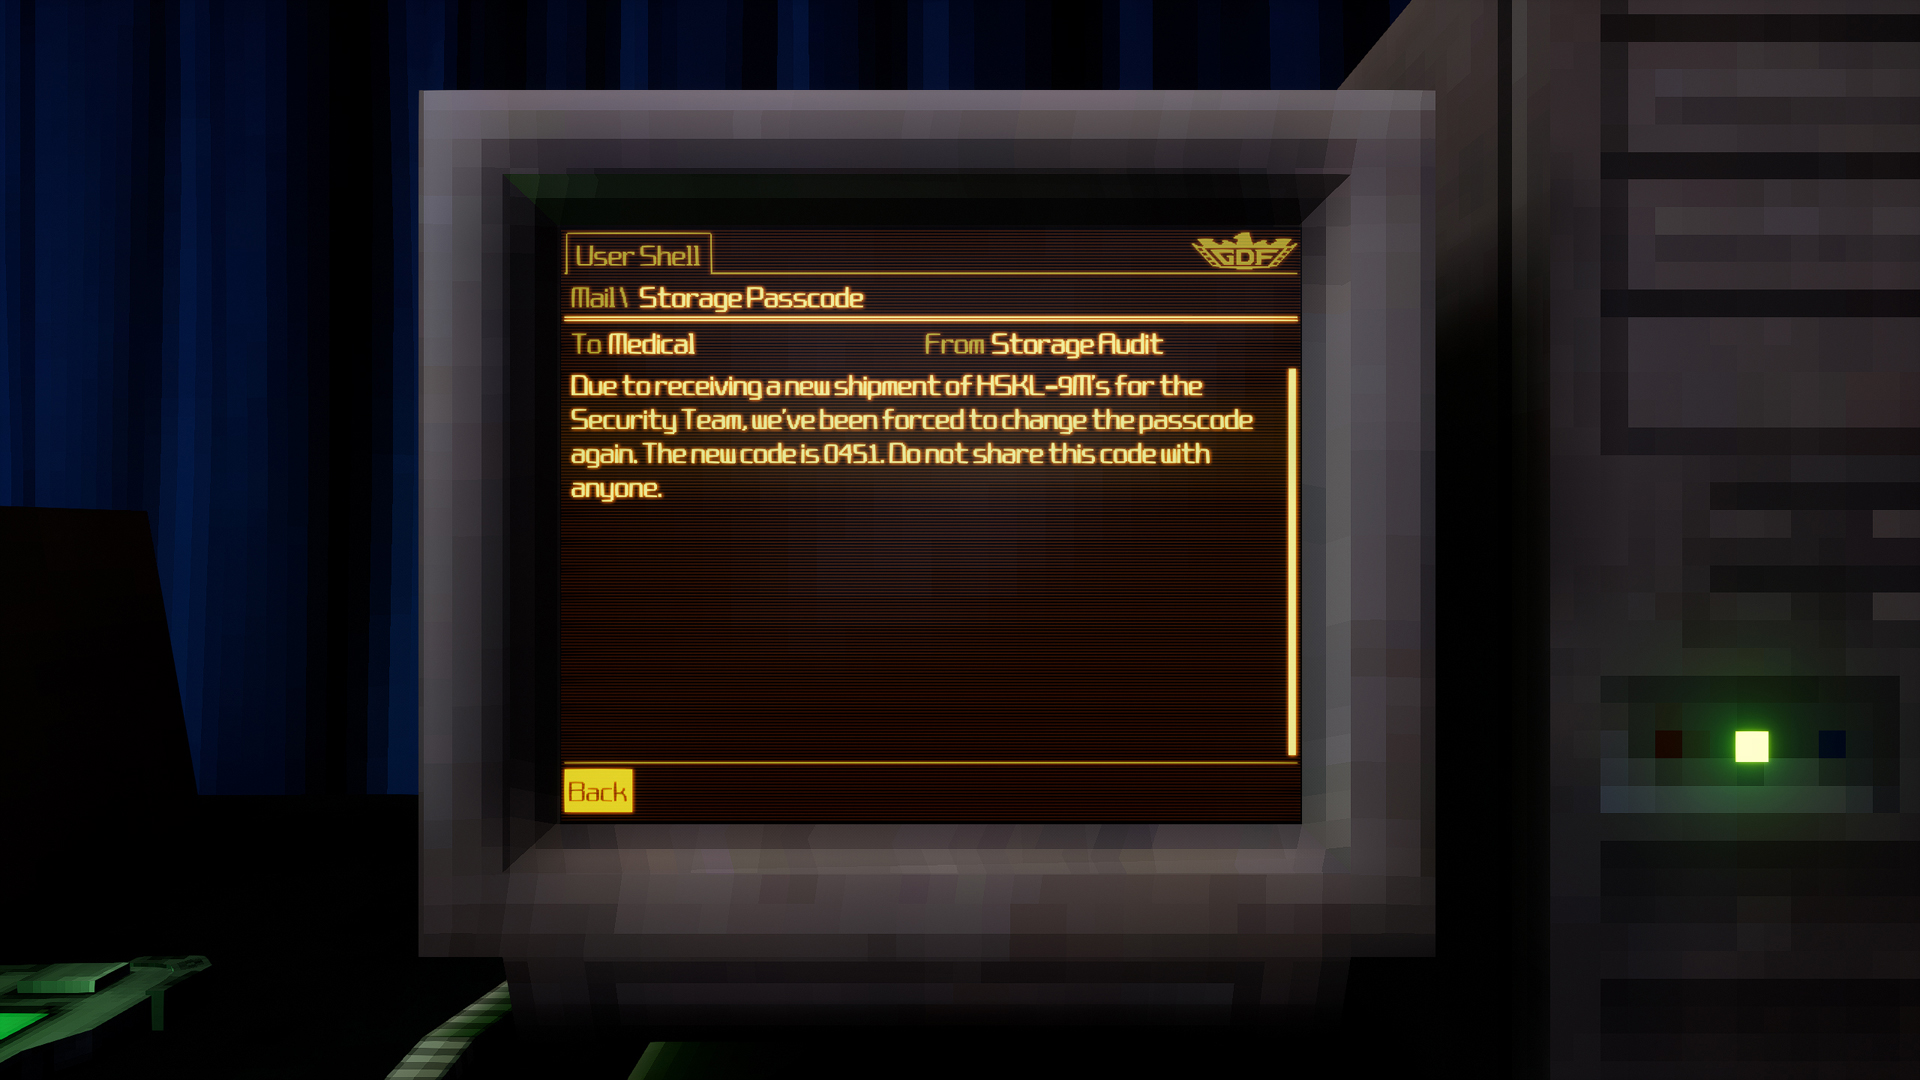 User Shell
GDF
Mail\ Storage Passcode
To Medical
From Storage Audit
Due to receiving a new shipment of HSKL-9M's for the
Security Team, we've been forced to change the passcode
again. The new code is 0451. Do not share this code with
anyone.
Back